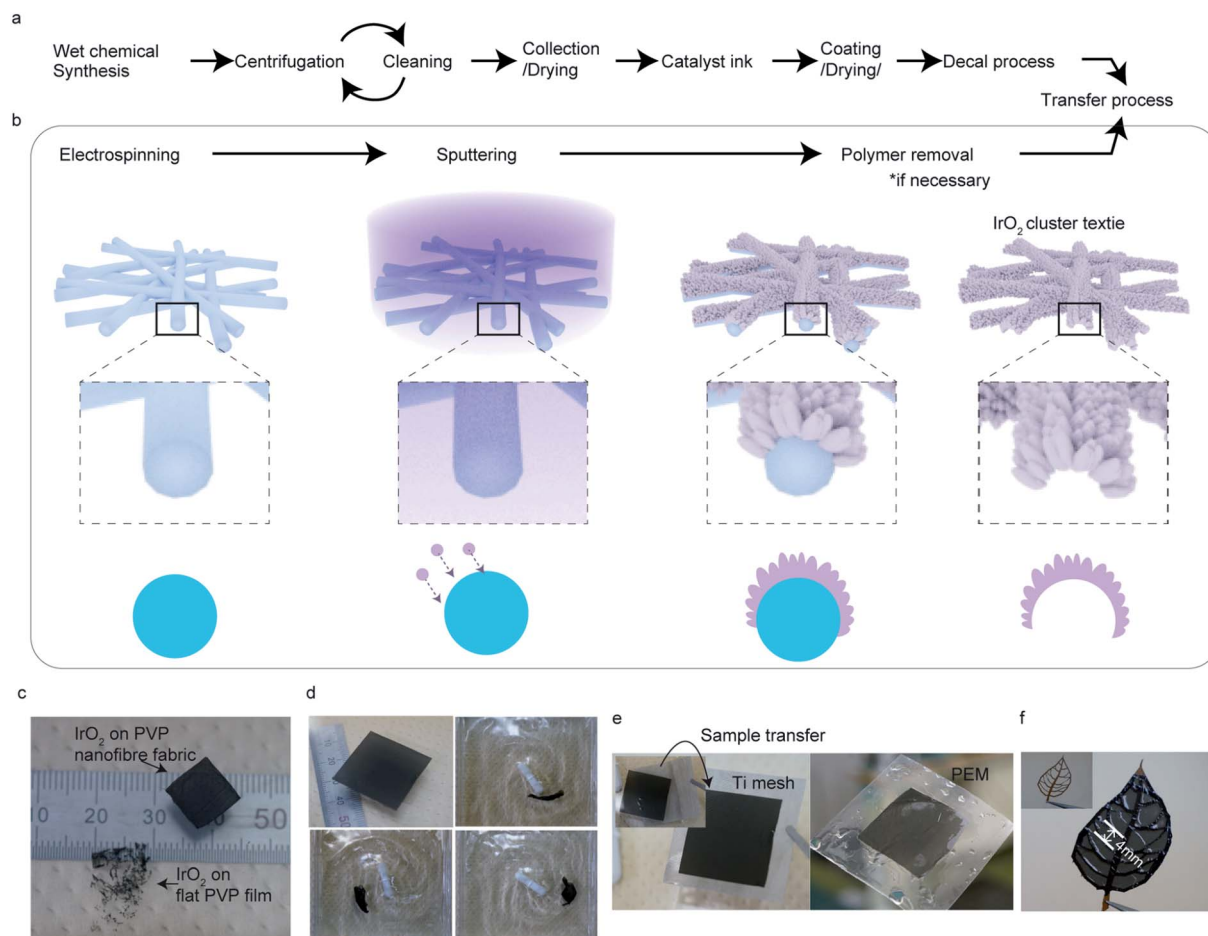 a
Wet chemical
Synthesis
Centrifugation
Cleaning
Collection
/Drying
Catalyst ink
Coating
/Drying/
Decal process
Transfer process
b
Electrospinning
Sputtering
Polymer removal
*if necessary
IrO₂ cluster textie
c
IrO₂ on PVP
nanofibre fabric
10 20 30 40 50
IrO₂ on
flat PVP film
d
e
Sample transfer
Ti mesh
PEM
f
4mm